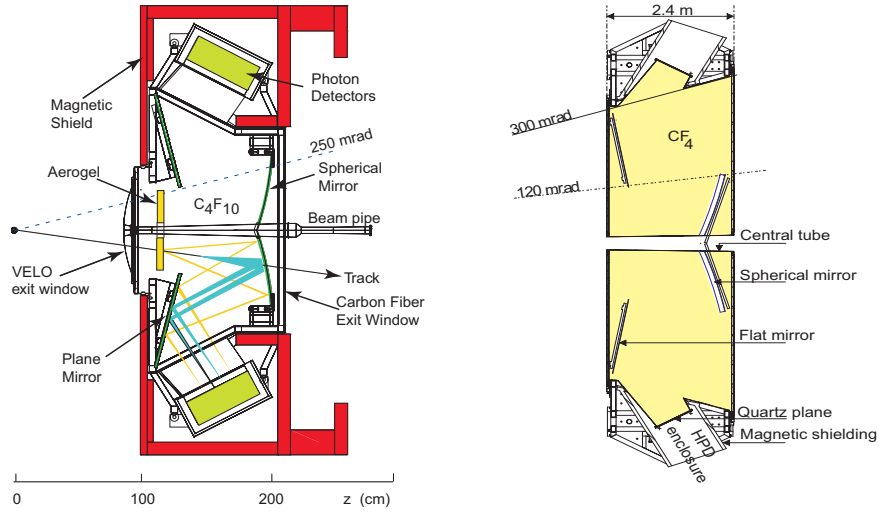 Magnetic
Shield
Aerogel
VELO
exit window
Plane
Mirror
C4F10
250 mrad
Photon
Detectors
Spherical
Mirror
Beam pipe
Track
Carbon Fiber
Exit Window
0
100
200
z (cm)
2.4 m
300 mrad
CF4
120 mrad
Central tube
Spherical mirror
Flat mirror
Quartz plane
HPD
enclosure
Magnetic shielding